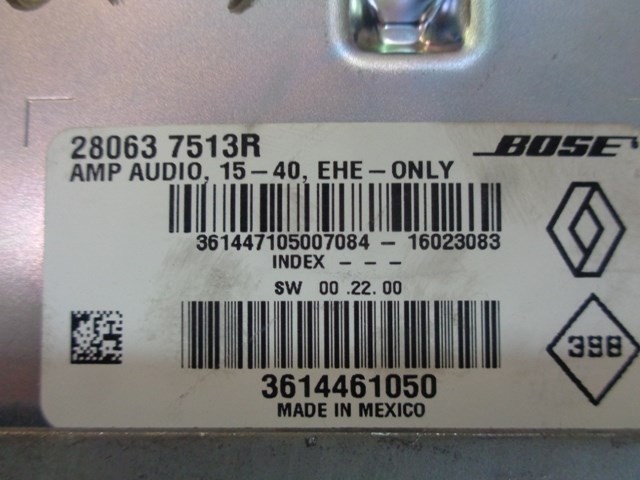 28063 7513R
BOSE
AMP AUDIO, 15-40, EHE-ONLY
361447105007084 - 16023083
INDEX - - -
SW 00 .22. 00
398
3614461050
MADE IN MEXICO